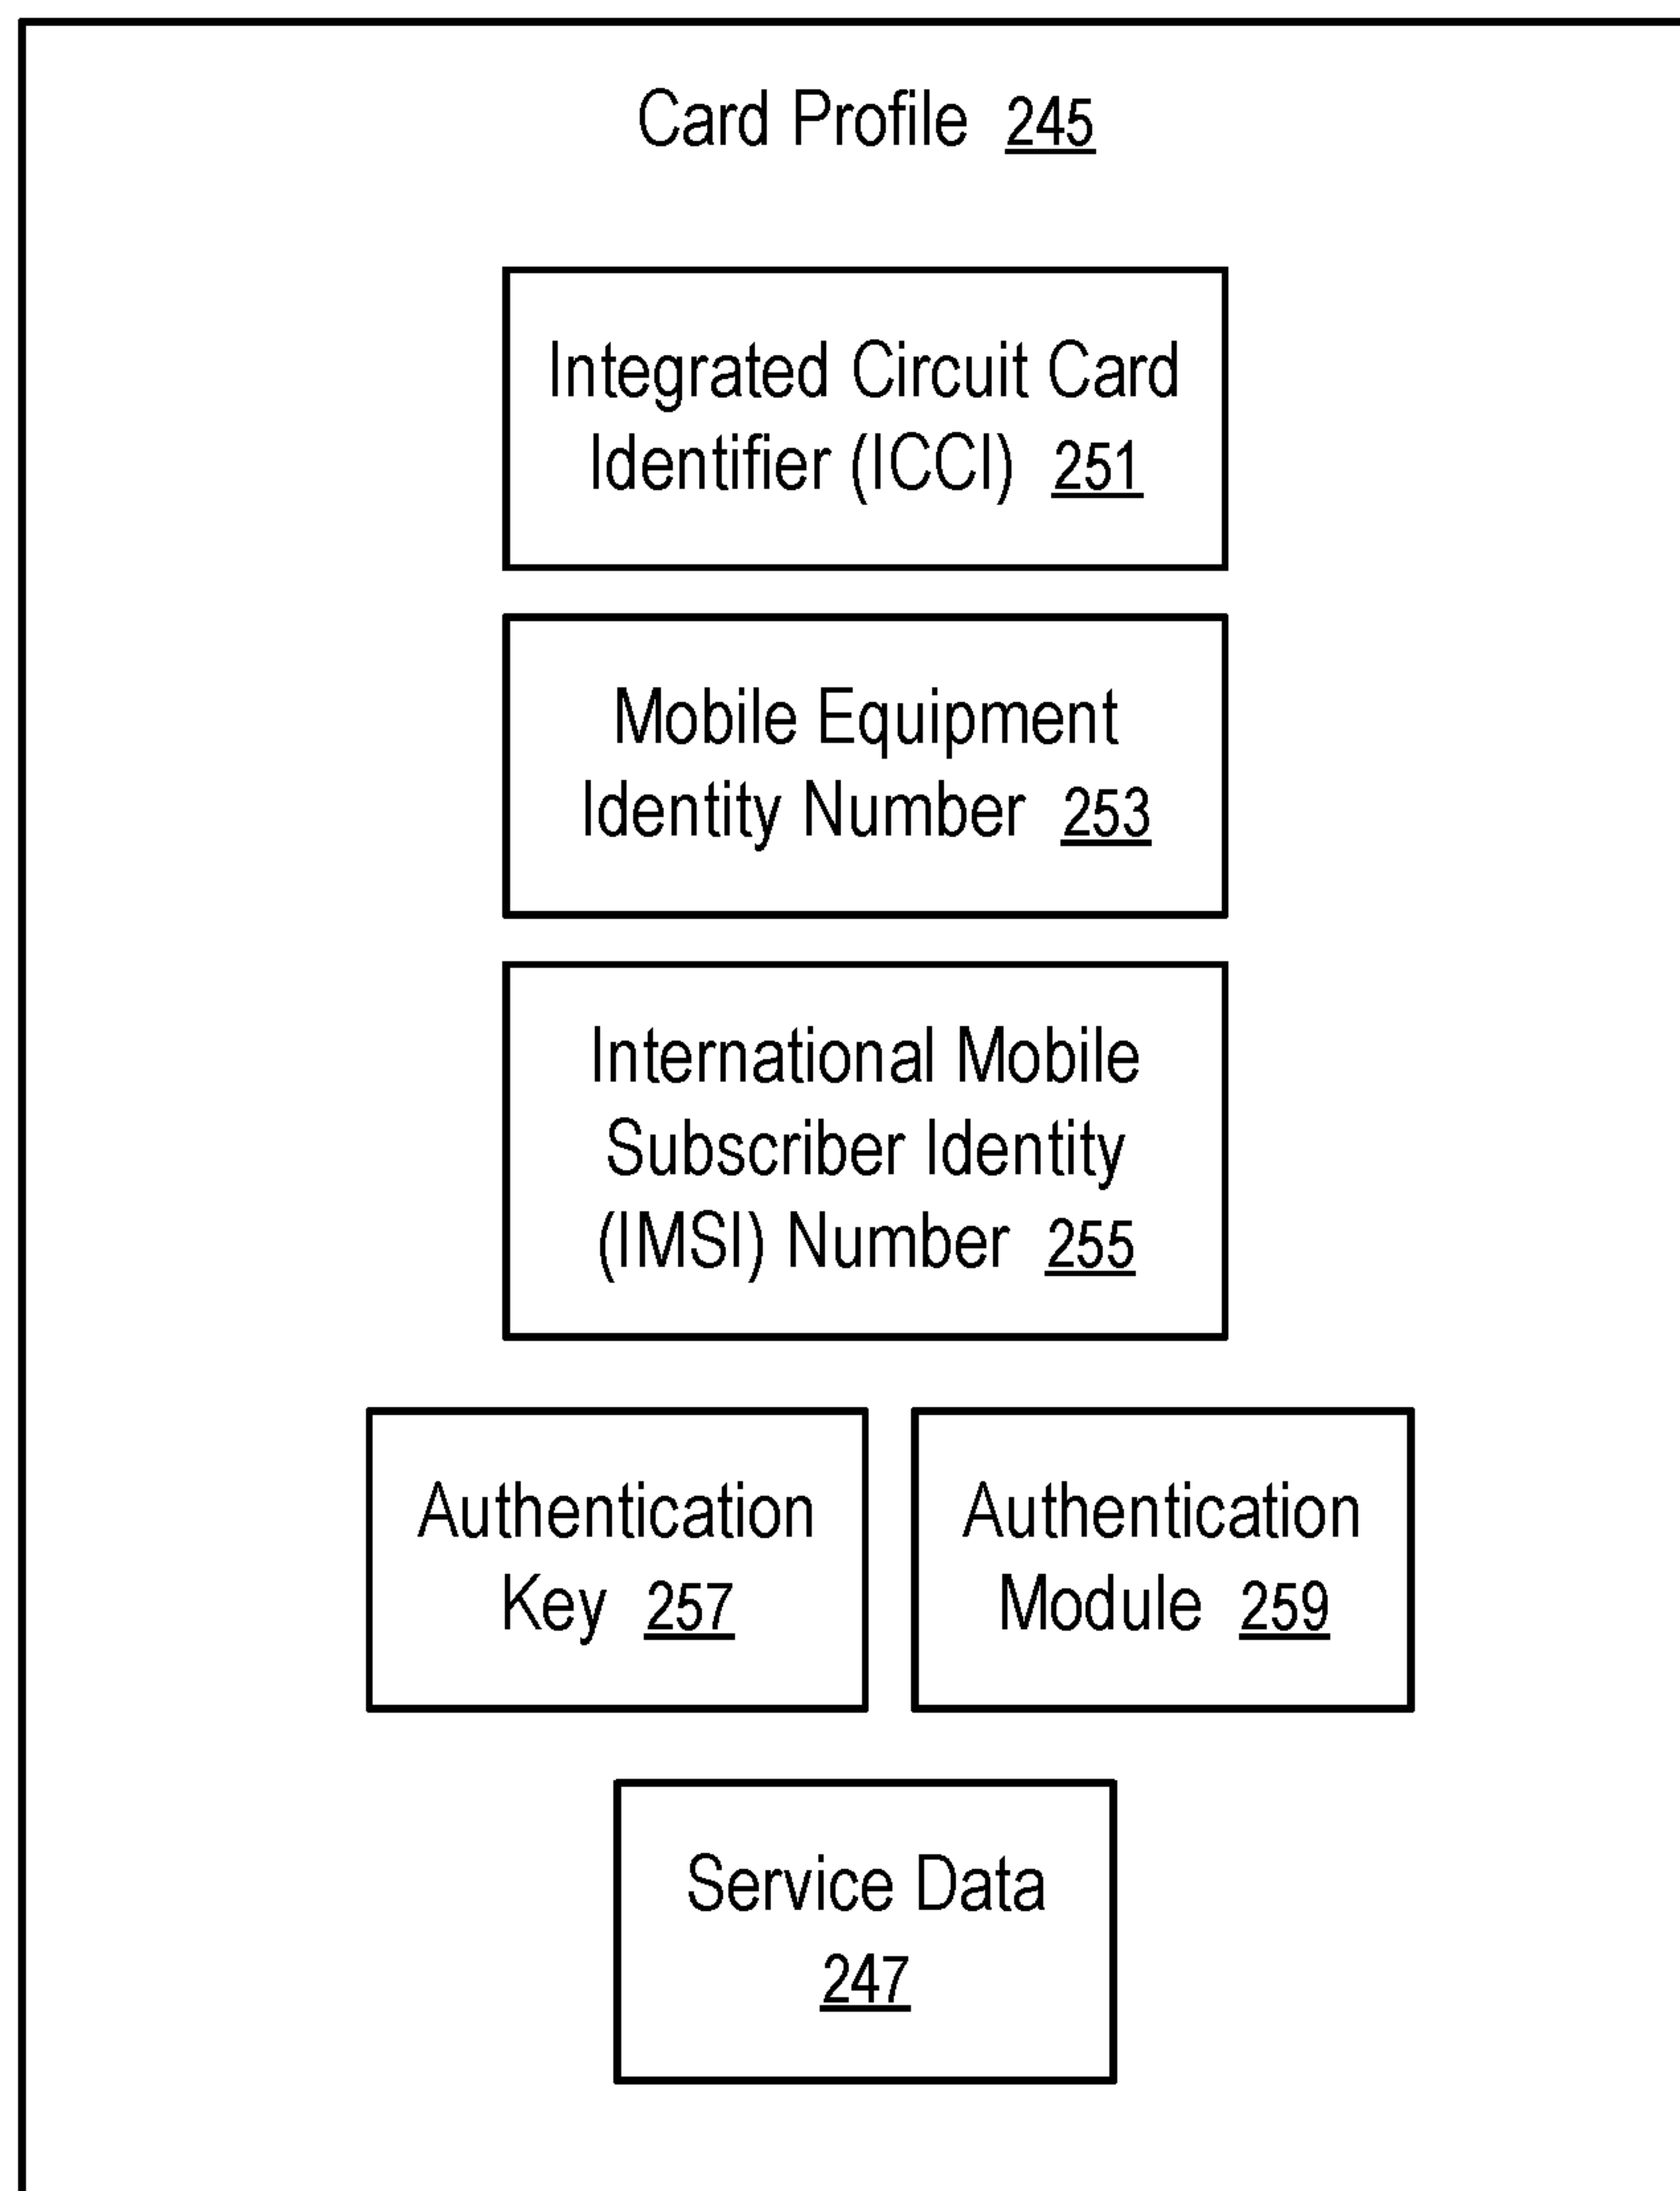 Card Profile 245
Integrated Circuit Card
Identifier (ICCI) 251
Mobile Equipment
Identity Number 253
International Mobile
Subscriber Identity
(IMSI) Number 255
Authentication
Key 257
Authentication
Module 259
Service Data
247